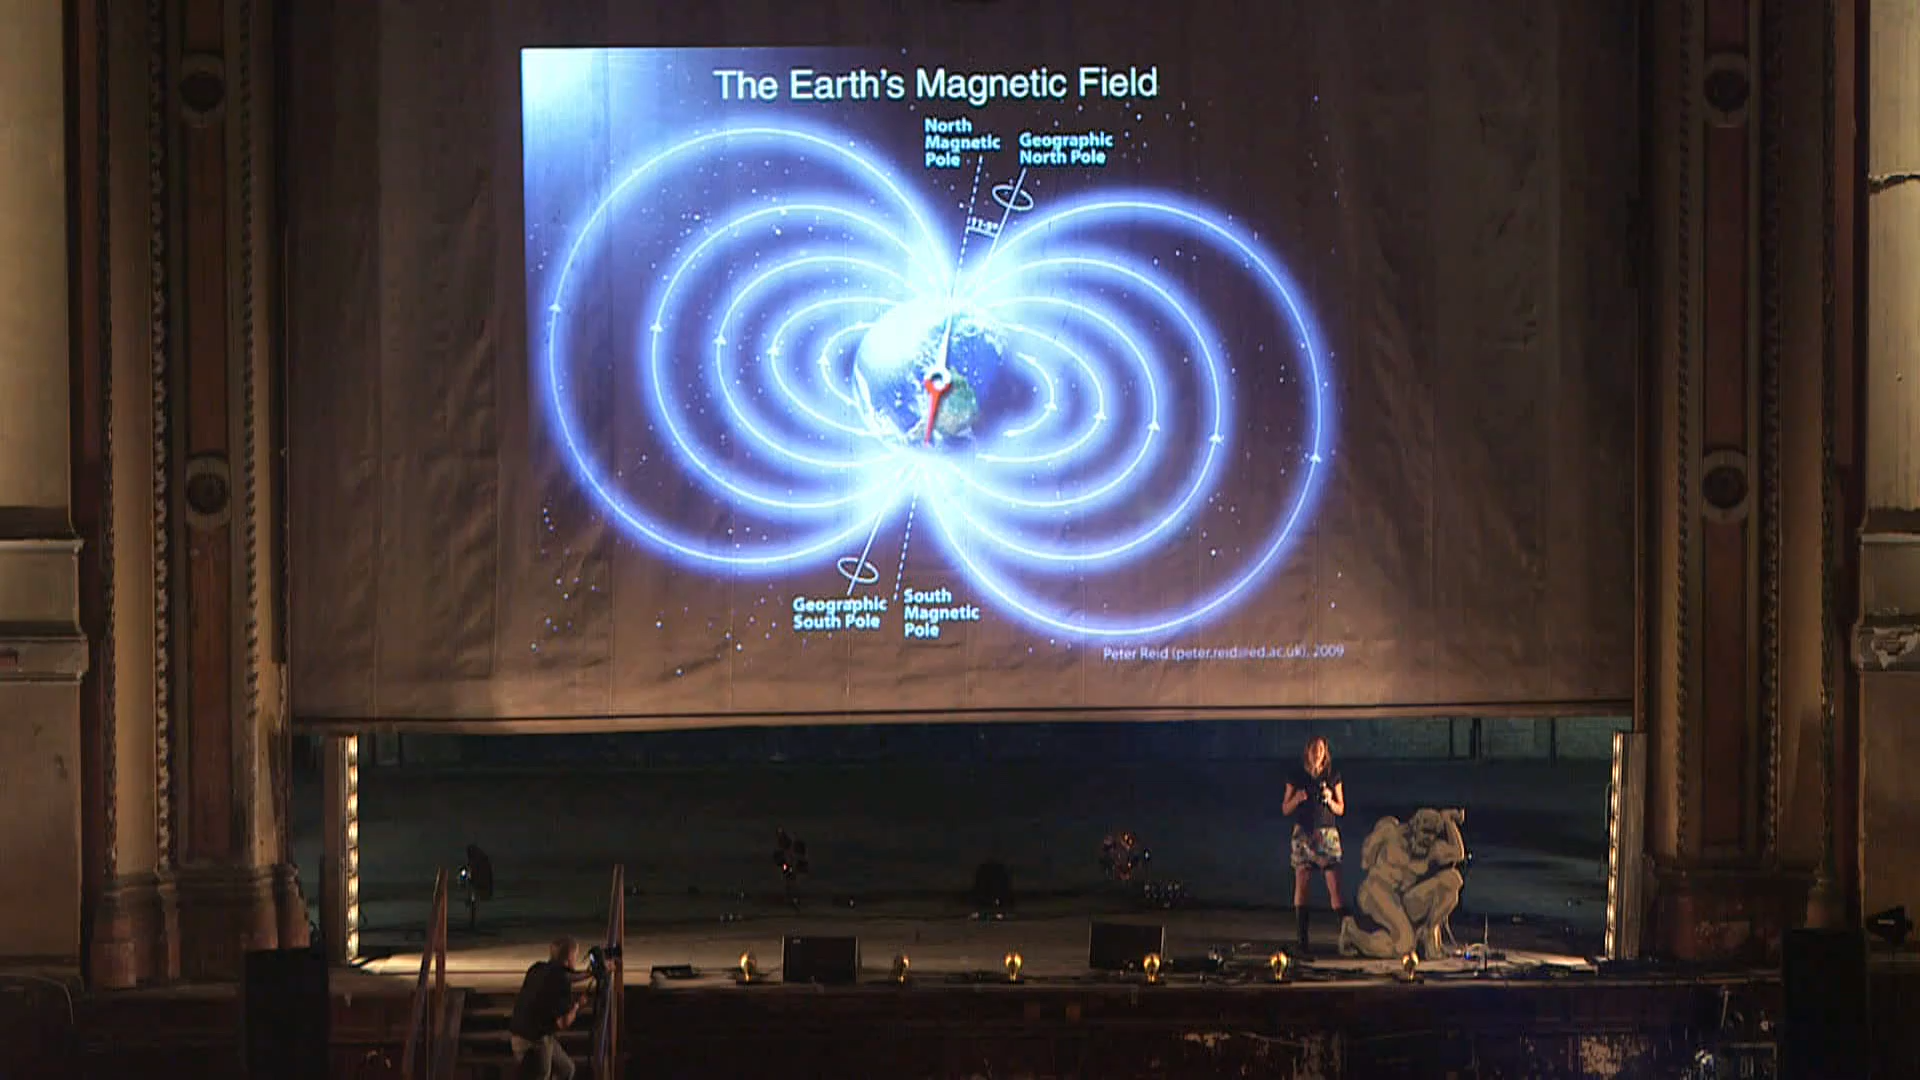 The Earth's Magnetic Field
North
Magnetic
Pole
Geographic
North Pole
Geographic
South Pole
South
Magnetic
Pole
Peter Reid (peter.reid@ed.ac.uk), 2009